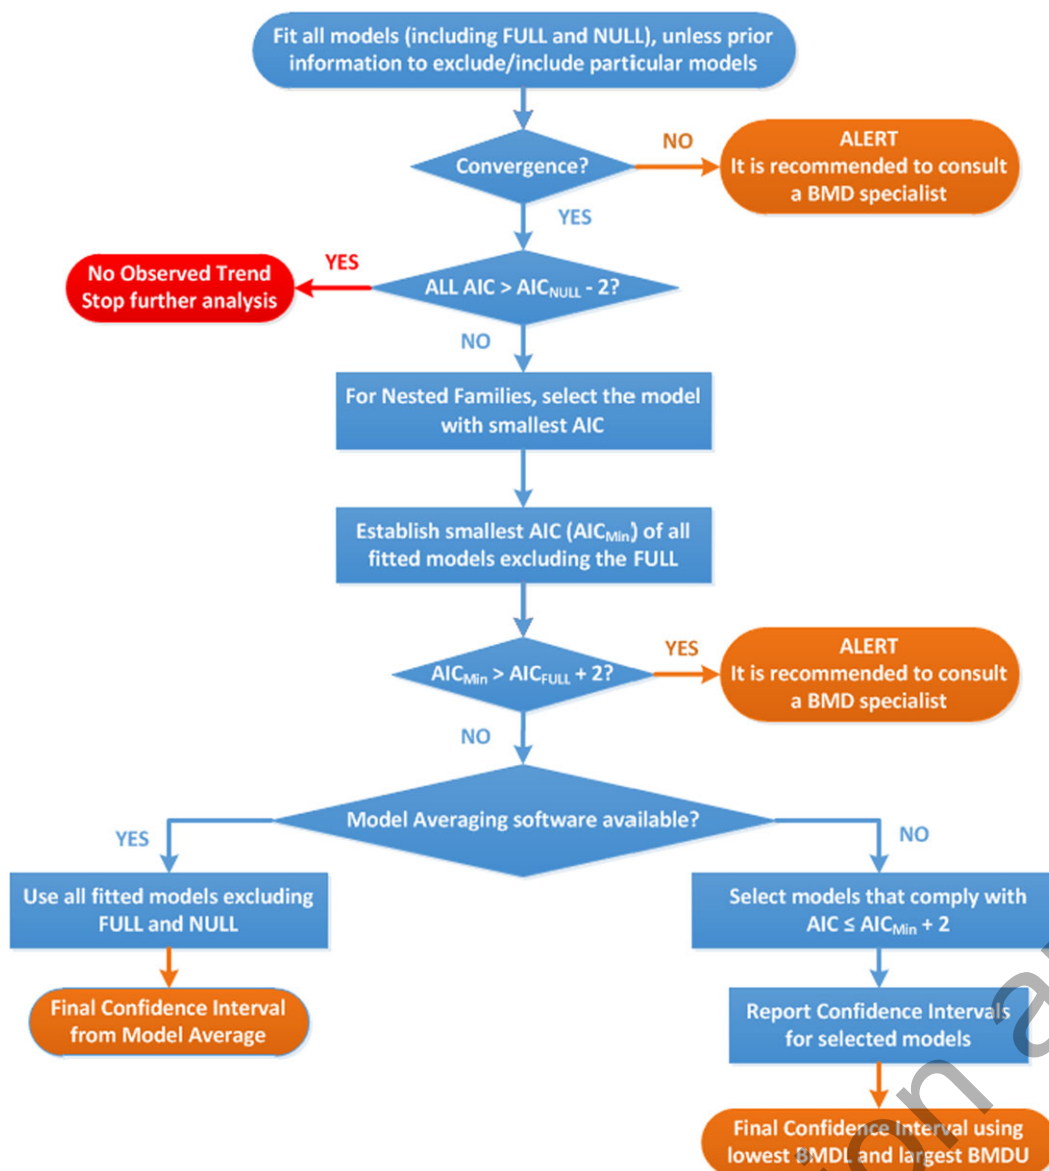 Fit all models (including FULL and NULL), unless prior
information to exclude/include particular models
Convergence?
NO
ALERT
It is recommended to consult
a BMD specialist
YES
ALL AIC > AIC_NULL - 2?
YES
No Observed Trend
Stop further analysis
NO
For Nested Families, select the model
with smallest AIC
Establish smallest AIC (AIC_Min) of all
fitted models excluding the FULL
AIC_Min > AIC_FULL + 2?
YES
ALERT
It is recommended to consult
a BMD specialist
NO
Model Averaging software available?
YES
Use all fitted models excluding
FULL and NULL
Final Confidence Interval
from Model Average
NO
Select models that comply with
AIC ≤ AIC_Min + 2
Report Confidence Intervals
for selected models
Final Confidence Interval using
lowest BMDL and largest BMDU